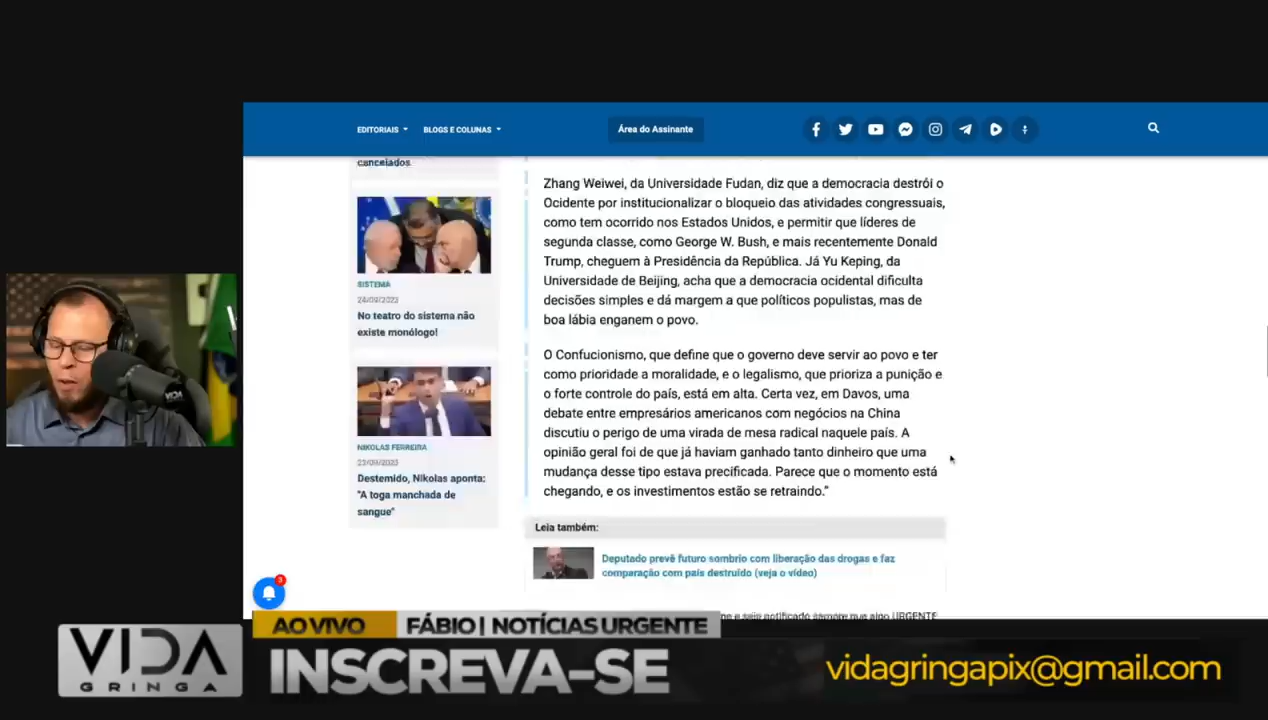 EDITORIAIS
BLOGS E COLUNAS
Área do Assinante
cancelados
SISTEMA
24/09/2023
No teatro do sistema não
existe monólogo!
NIKOLAS FERREIRA
23/09/2023
Destemido, Nikolas aponta:
"A toga manchada de
sangue"
Zhang Weiwei, da Universidade Fudan, diz que a democracia destrói o
Ocidente por institucionalizar o bloqueio das atividades congressuais,
como tem ocorrido nos Estados Unidos, e permitir que líderes de
segunda classe, como George W. Bush, e mais recentemente Donald
Trump, cheguem à Presidência da República. Já Yu Keping, da
Universidade de Beijing, acha que a democracia ocidental dificulta
decisões simples e dá margem a que políticos populistas, mas de
boa lábia enganem o povo.
O Confucionismo, que define que o governo deve servir ao povo e ter
como prioridade a moralidade, e o legalismo, que prioriza a punição e
o forte controle do país, está em alta. Certa vez, em Davos, uma
debate entre empresários americanos com negócios na China
discutiu o perigo de uma virada de mesa radical naquele país. A
opinião geral foi de que já haviam ganhado tanto dinheiro que uma
mudança desse tipo estava precificada. Parece que o momento está
chegando, e os investimentos estão se retraindo."
Leia também:
Deputado prevê futuro sombrio com liberação das drogas e faz
comparação com país destruído (veja o vídeo)
e seja notificado sempre que algo URGENTE
3
VIDA
AO VIVO
FÁBIO | NOTÍCIAS URGENTE
VIDA
GRINGA
INSCREVA-SE
vidagringapix@gmail.com